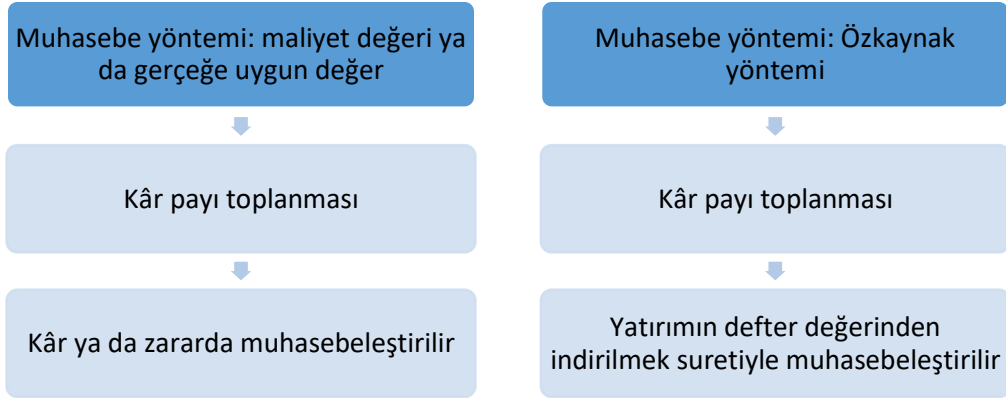 Muhasebe yöntemi: maliyet değeri ya
da gerçeğe uygun değer
Kâr payı toplanması
Kâr ya da zararda muhasebeleştirilir
Muhasebe yöntemi: Özkaynak
yöntemi
Kâr payı toplanması
Yatırımın defter değerinden
indirilmek suretiyle muhasebeleştirilir